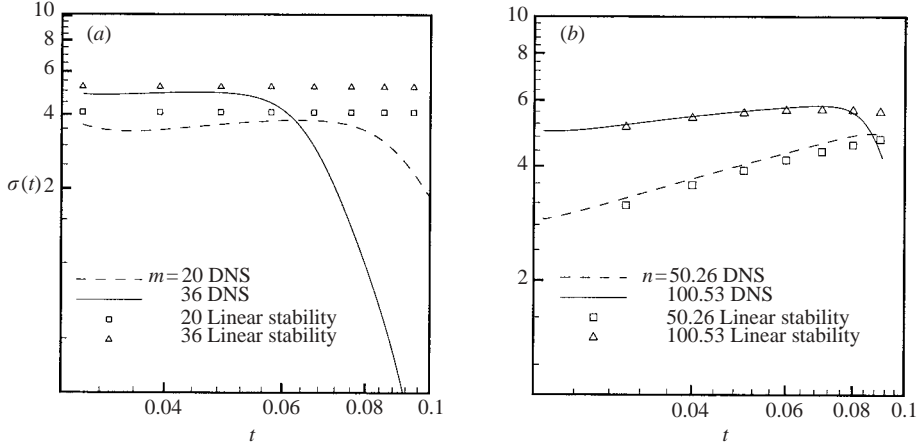 (a)
10
8
6
4
σ(t) 2
m=20 DNS
36 DNS
20 Linear stability
36 Linear stability
0.04 0.06 0.08 0.1
t
(b)
10
6
4
2
n=50.26 DNS
100.53 DNS
50.26 Linear stability
100.53 Linear stability
0.04 0.06 0.08 0.1
t